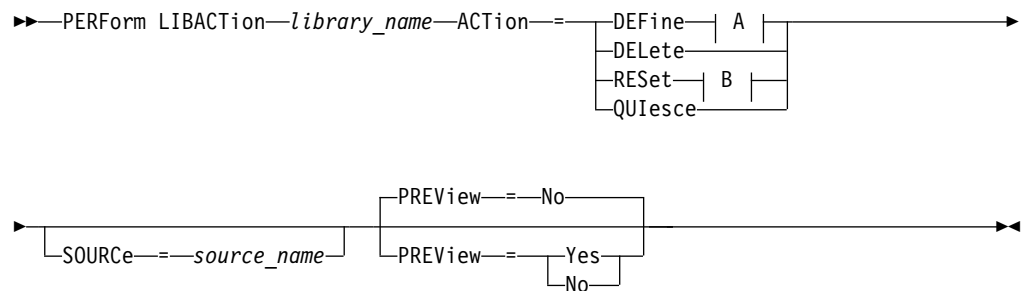 PERForm LIBACTion library_name ACTion = DEFine A
DELete
RESet B
QUIesce
PREView = No
SOURCe = source_name PREView = Yes
No